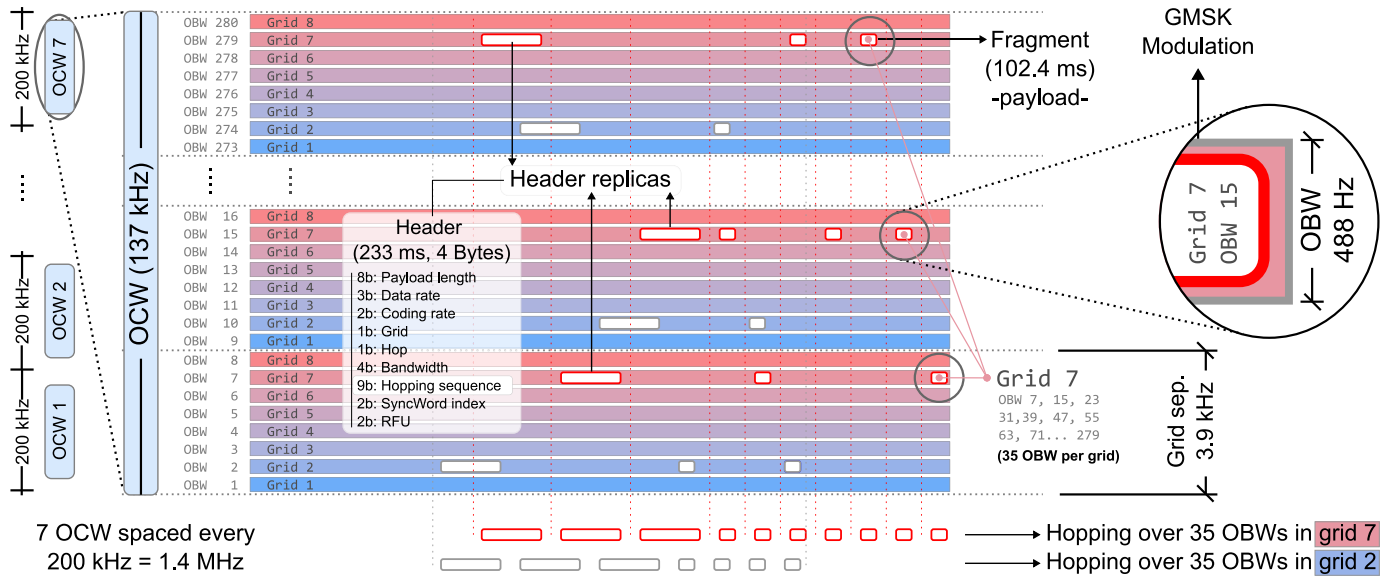 200 kHz
OCW 7
....
200 kHz
OCW 2
200 kHz
OCW 1
OCW (137 kHz)
OBW 280 Grid 8
OBW 279 Grid 7
OBW 278 Grid 6
OBW 277 Grid 5
OBW 276 Grid 4
OBW 275 Grid 3
OBW 274 Grid 2
OBW 273 Grid 1
OBW 16 Grid 8
OBW 15 Grid 7
OBW 14 Grid 6
OBW 13 Grid 5
OBW 12 Grid 4
OBW 11 Grid 3
OBW 10 Grid 2
OBW 9 Grid 1
OBW 8 Grid 8
OBW 7 Grid 7
OBW 6 Grid 6
OBW 5 Grid 5
OBW 4 Grid 4
OBW 3 Grid 3
OBW 2 Grid 2
OBW 1 Grid 1
Header replicas
Header
(233 ms, 4 Bytes)
8b: Payload length
3b: Data rate
2b: Coding rate
1b: Grid
1b: Hop
4b: Bandwidth
9b: Hopping sequence
2b: SyncWord index
2b: RFU
Fragment
(102.4 ms)
-payload-
GMSK
Modulation
Grid 7
OBW 15
OBW
488 Hz
Grid 7
OBW 7, 15, 23
31,39, 47, 55
63, 71... 279
(35 OBW per grid)
Grid sep.
3.9 kHz
7 OCW spaced every
200 kHz = 1.4 MHz
Hopping over 35 OBWs in grid 7
Hopping over 35 OBWs in grid 2